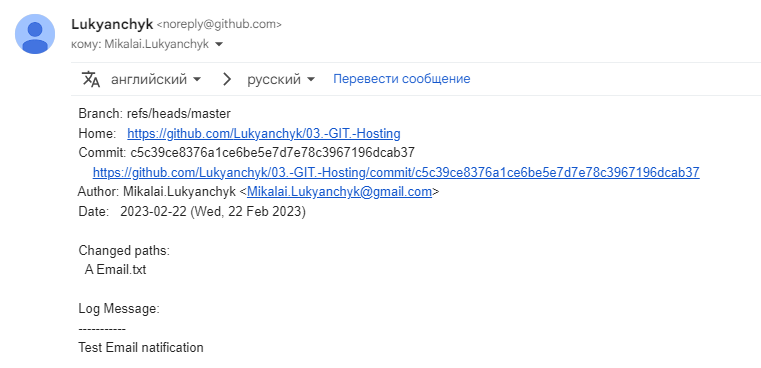 Lukyanchyk <noreply@github.com>
кому: Mikalai.Lukyanchyk
английский > русский Перевести сообщение
Branch: refs/heads/master
Home: https://github.com/Lukyanchyk/03.-GIT.-Hosting
Commit: c5c39ce8376a1ce6be5e7d7e78c3967196dcab37
https://github.com/Lukyanchyk/03.-GIT.-Hosting/commit/c5c39ce8376a1ce6be5e7d7e78c3967196dcab37
Author: Mikalai.Lukyanchyk <Mikalai.Lukyanchyk@gmail.com>
Date: 2023-02-22 (Wed, 22 Feb 2023)
Changed paths:
A Email.txt
Log Message:
-----------
Test Email natification